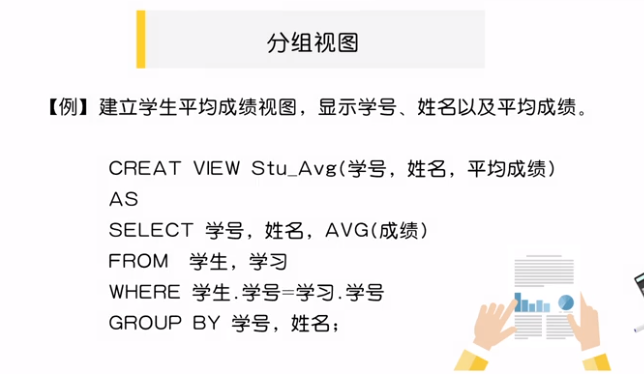 分组视图
【例】建立学生平均成绩视图，显示学号、姓名以及平均成绩。
CREAT VIEW Stu_Avg(学号，姓名，平均成绩)
AS
SELECT 学号，姓名，AVG(成绩)
FROM 学生，学习
WHERE 学生.学号=学习.学号
GROUP BY 学号，姓名；